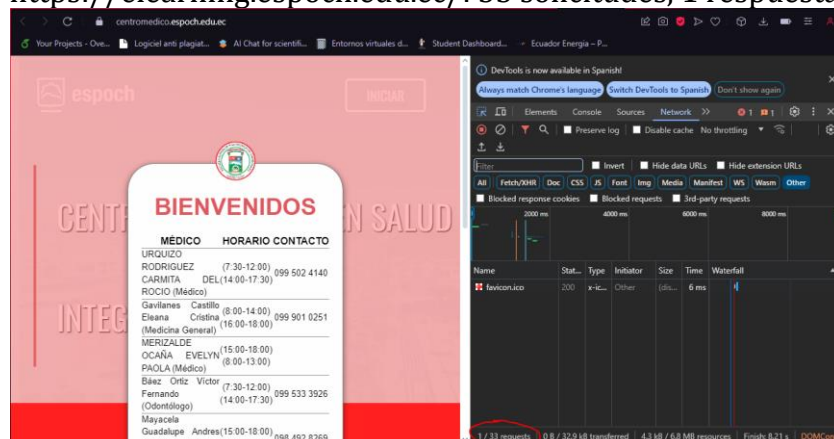 https://elearning.espoch.edu.ec/: 33 solicitudes, 1 respuesta
centromedico.espoch.edu.ec
Your Projects - Ove...
Logiciel anti plagiat...
AI Chat for scientifi...
Entornos virtuales d...
Student Dashboard...
Ecuador Energia – P...
espoch
INICIAR
BIENVENIDOS
MÉDICO HORARIO CONTACTO
URQUIZO
RODRIGUEZ (7:30-12:00) 099 502 4140
CARMITA DEL (14:00-17:30)
ROCIO (Médico)
Gavilanes Castillo
Eleana Cristina (8:00-14:00) 099 901 0251
(Medicina General) (16:00-18:00)
MERIZALDE
OCAÑA EVELYN (15:00-18:00)
PAOLA (Médico) (8:00-13:00)
Báez Ortiz Víctor
Fernando (7:30-12:00) 099 533 3926
(Odontólogo) (14:00-17:30)
Mayacela
Guadalupe Andres (15:00-18:00) 098 492 8269
CENT
N SALUD
INTEG
DevTools is now available in Spanish!
Always match Chrome's language
Switch DevTools to Spanish
Don't show again
Elements Console Sources Network 1 1
Preserve log Disable cache No throttling
Filter Invert Hide data URLs Hide extension URLs
All Fetch/XHR Doc CSS JS Font Img Media Manifest WS Wasm Other
Blocked response cookies Blocked requests 3rd-party requests
2000 ms 4000 ms 6000 ms 8000 ms
Name Stat... Type Initiator Size Time Waterfall
favicon.ico 200 x-ic... Other (dis... 6 ms
1 / 33 requests 0 B / 32.9 kB transferred 4.3 kB / 6.8 MB resources Finish: 8.21 s DOMCon